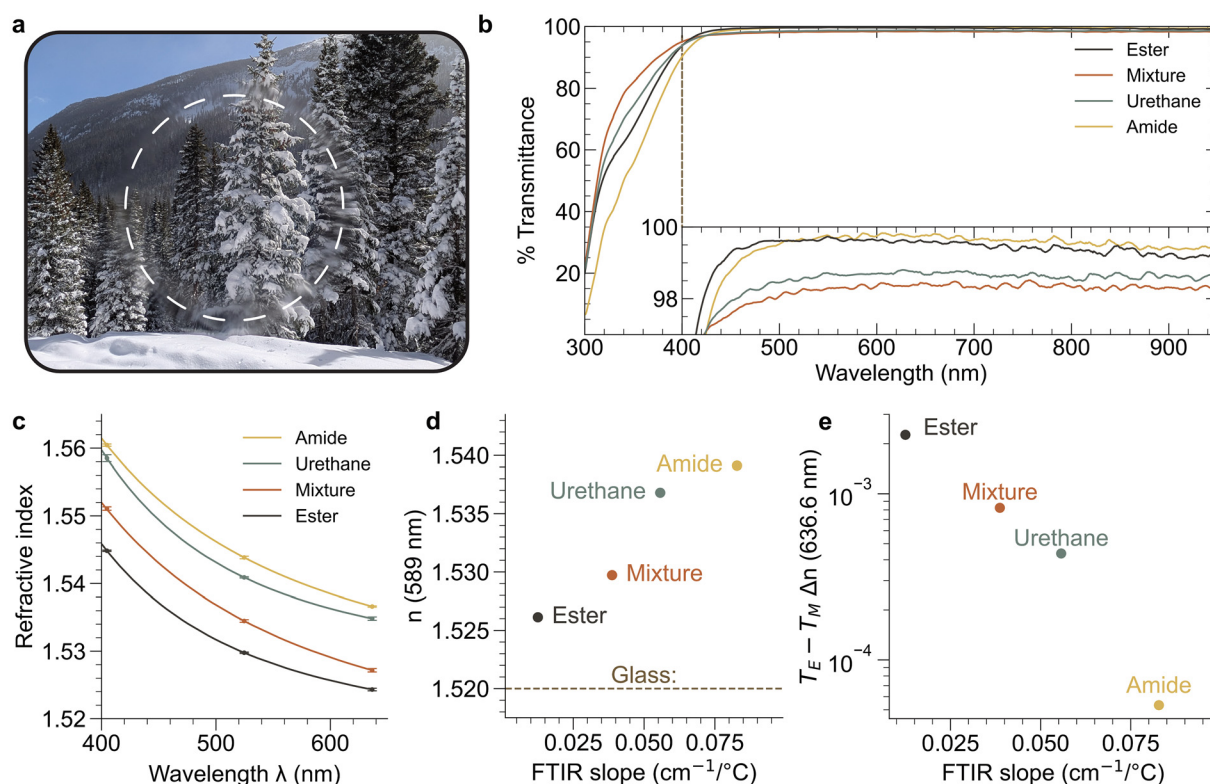 a
b
100
80
60
40
20
% Transmittance
Ester
Mixture
Urethane
Amide
100
98
300 400 500 600 700 800 900
Wavelength (nm)
c
1.56
1.55
1.54
1.53
1.52
Refractive index
Amide
Urethane
Mixture
Ester
400 500 600
Wavelength λ (nm)
d
1.540
1.535
1.530
1.525
1.520
n (589 nm)
Amide
Urethane
Mixture
Ester
Glass:
0.025 0.050 0.075
FTIR slope (cm⁻¹/°C)
e
10⁻³
10⁻⁴
T_E − T_M Δn (636.6 nm)
Ester
Mixture
Urethane
Amide
0.025 0.050 0.075
FTIR slope (cm⁻¹/°C)